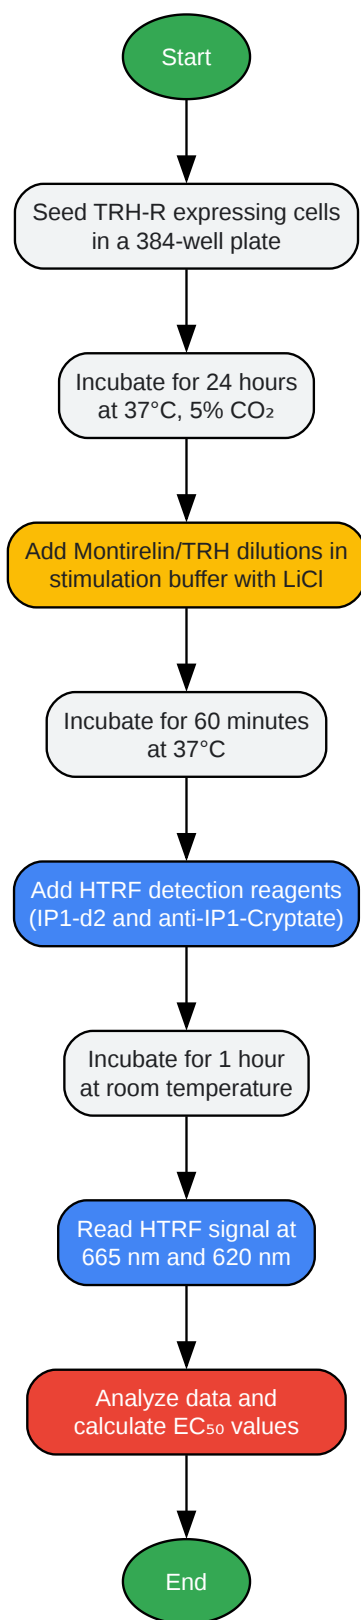 Start
Seed TRH-R expressing cells
in a 384-well plate
Incubate for 24 hours
at 37°C, 5% CO₂
Add Montirelin/TRH dilutions in
stimulation buffer with LiCl
Incubate for 60 minutes
at 37°C
Add HTRF detection reagents
(IP1-d2 and anti-IP1-Cryptate)
Incubate for 1 hour
at room temperature
Read HTRF signal at
665 nm and 620 nm
Analyze data and
calculate EC₅₀ values
End